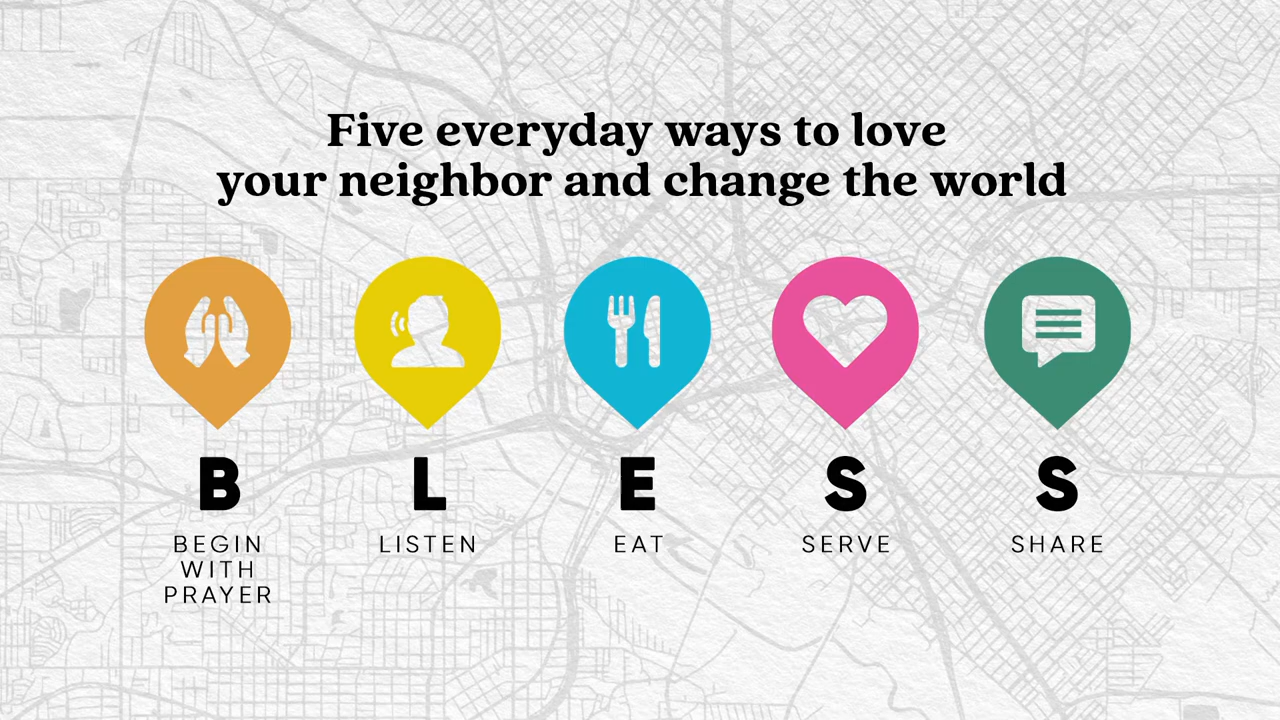 Five everyday ways to love
your neighbor and change the world
B L E S S
BEGIN LISTEN EAT SERVE SHARE
WITH
PRAYER